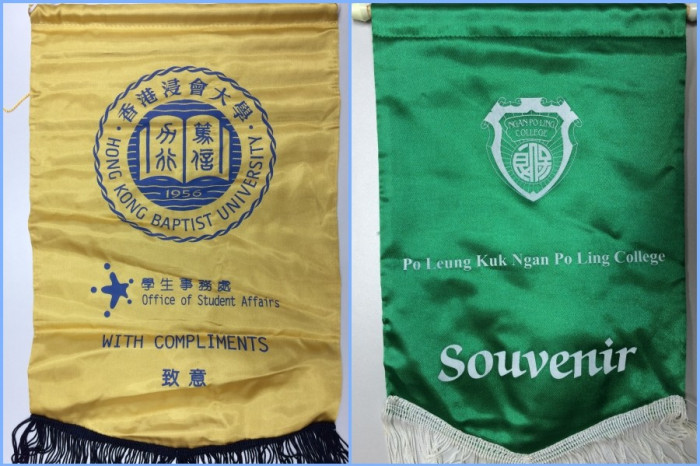 香港浸會大學
篤信
力行
1956
HONG KONG BAPTIST UNIVERSITY
學生事務處
Office of Student Affairs
WITH COMPLIMENTS
致意
NGAN PO LING
COLLEGE
Po Leung Kuk Ngan Po Ling College
Souvenir